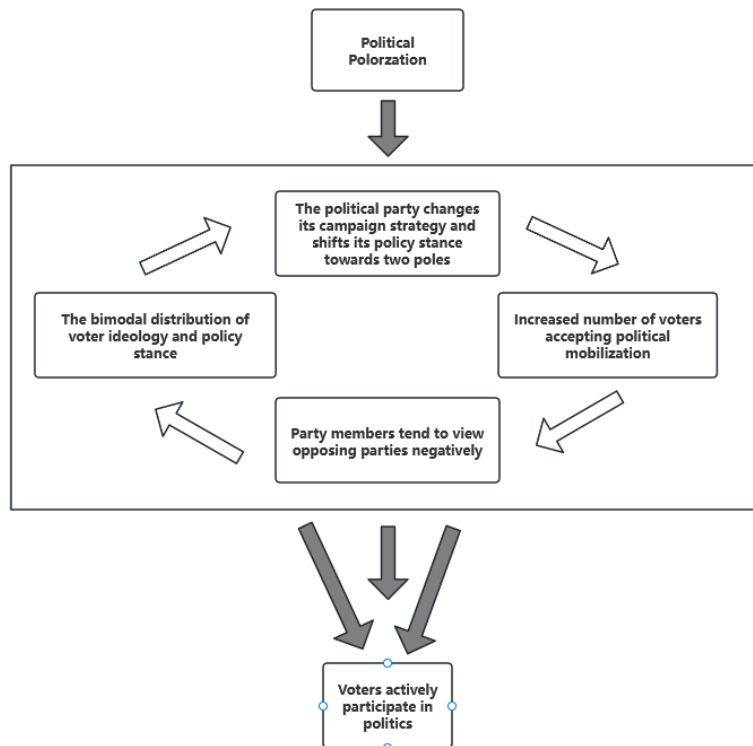 Political
Polorzation
The political party changes
its campaign strategy and
shifts its policy stance
towards two poles
The bimodal distribution of
voter ideology and policy
stance
Increased number of voters
accepting political
mobilization
Party members tend to view
opposing parties negatively
Voters actively
participate in
politics